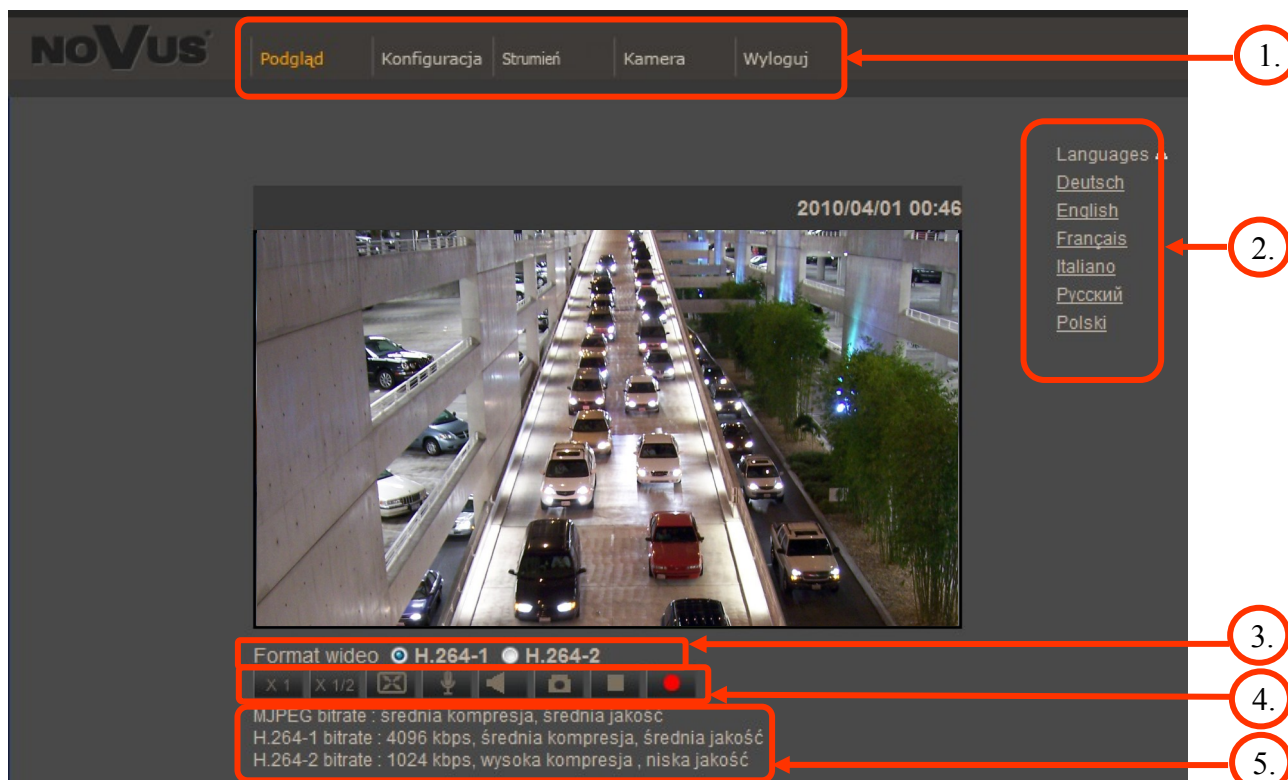 NOVUS
Podgląd Konfiguracja Strumień Kamera Wyloguj
1.
Languages
Deutsch
English
Français
Italiano
Русский
Polski
2.
2010/04/01 00:46
Format wideo H.264-1 H.264-2
3.
X 1 X 1/2
4.
MJPEG bitrate : średnia kompresja, średnia jakość
H.264-1 bitrate : 4096 kbps, średnia kompresja, średnia jakość
H.264-2 bitrate : 1024 kbps, wysoka kompresja , niska jakość
5.